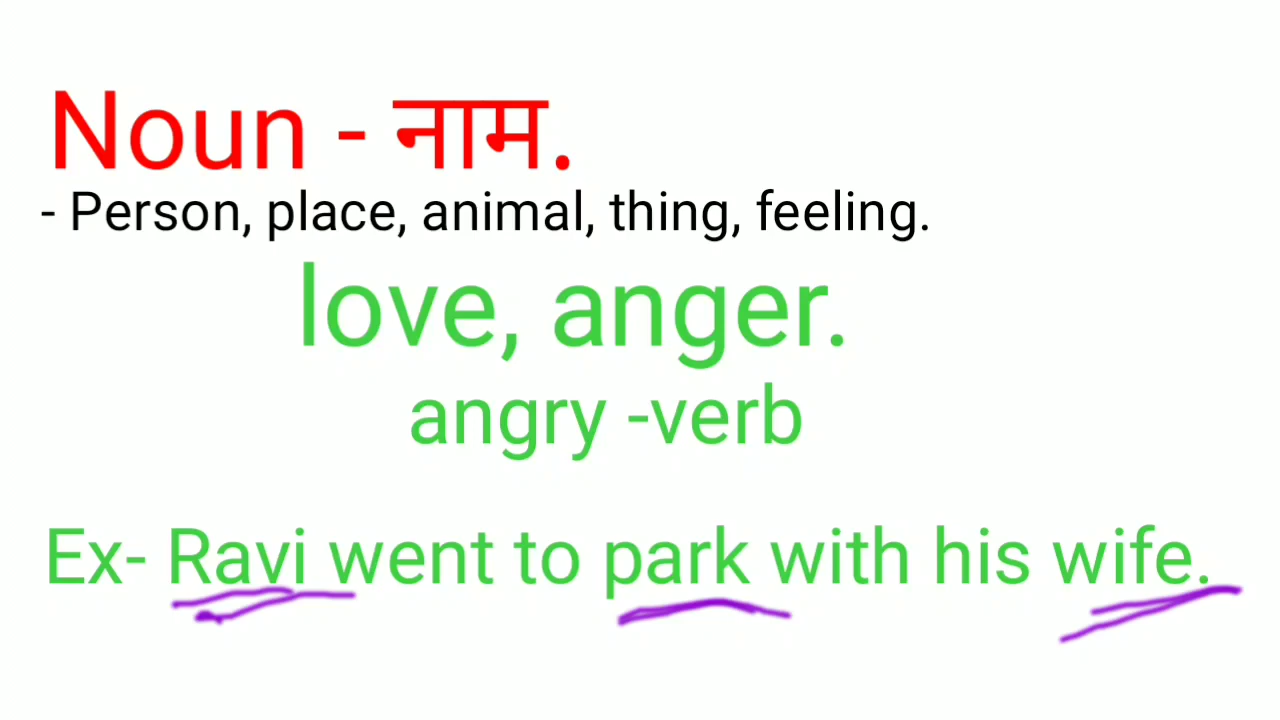 Noun - नाम.
- Person, place, animal, thing, feeling.
love, anger.
angry -verb
Ex- Ravi went to park with his wife.